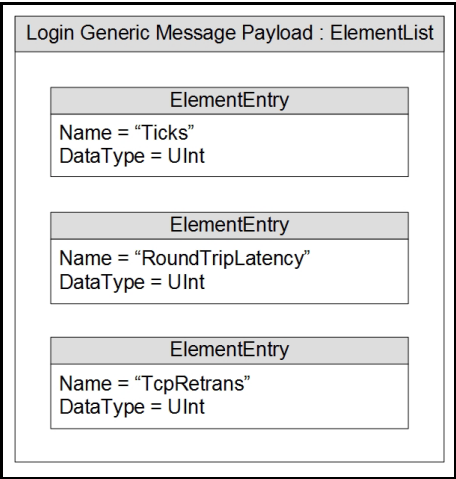 Login Generic Message Payload : ElementList
ElementEntry
Name = “Ticks”
DataType = UInt
ElementEntry
Name = “RoundTripLatency”
DataType = UInt
ElementEntry
Name = “TcpRetrans”
DataType = UInt